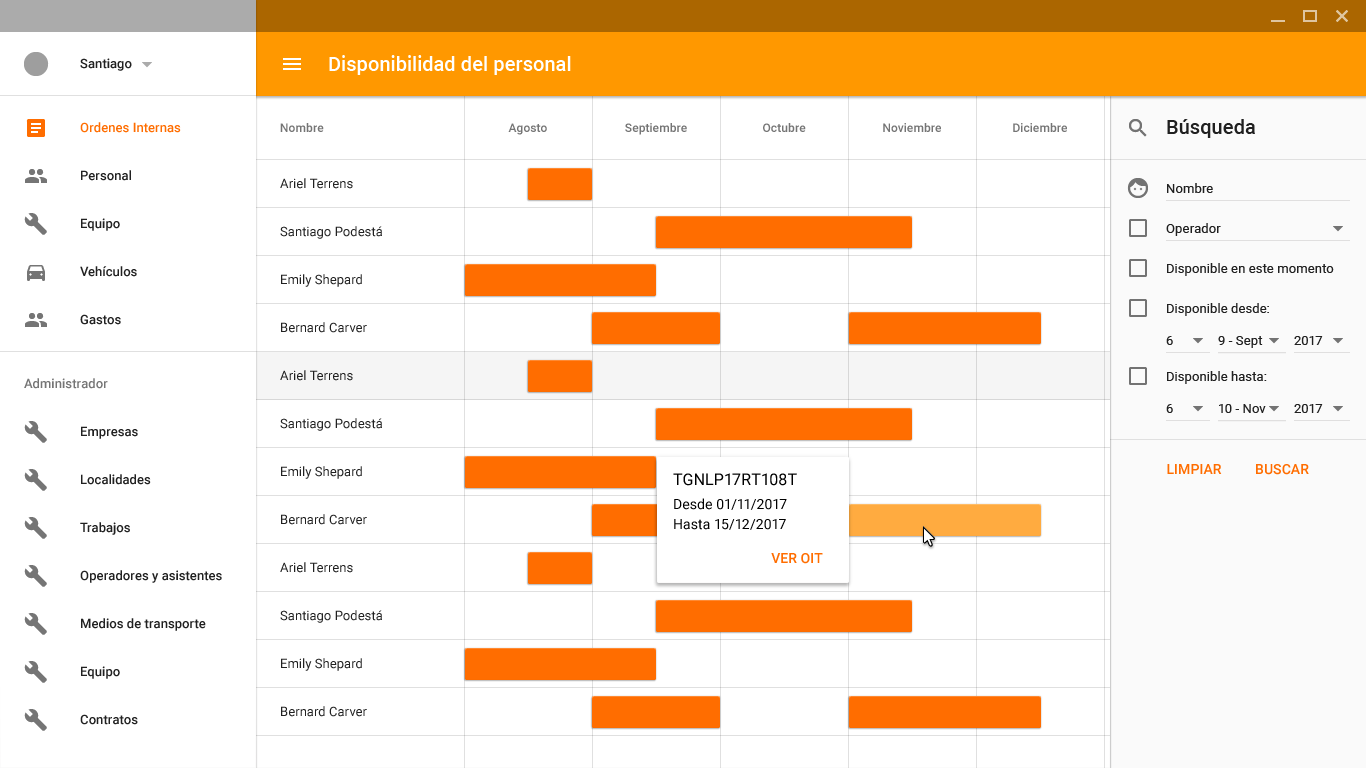 Santiago
Disponibilidad del personal
Ordenes Internas
Personal
Equipo
Vehículos
Gastos
Administrador
Empresas
Localidades
Trabajos
Operadores y asistentes
Medios de transporte
Equipo
Contratos
Nombre Agosto Septiembre Octubre Noviembre Diciembre
Ariel Terrens
Santiago Podestá
Emily Shepard
Bernard Carver
Ariel Terrens
Santiago Podestá
Emily Shepard
Bernard Carver
Ariel Terrens
Santiago Podestá
Emily Shepard
Bernard Carver
TGNLP17RT108T
Desde 01/11/2017
Hasta 15/12/2017
VER OIT
Búsqueda
Nombre
Operador
Disponible en este momento
Disponible desde:
6 9 - Sept 2017
Disponible hasta:
6 10 - Nov 2017
LIMPIAR BUSCAR